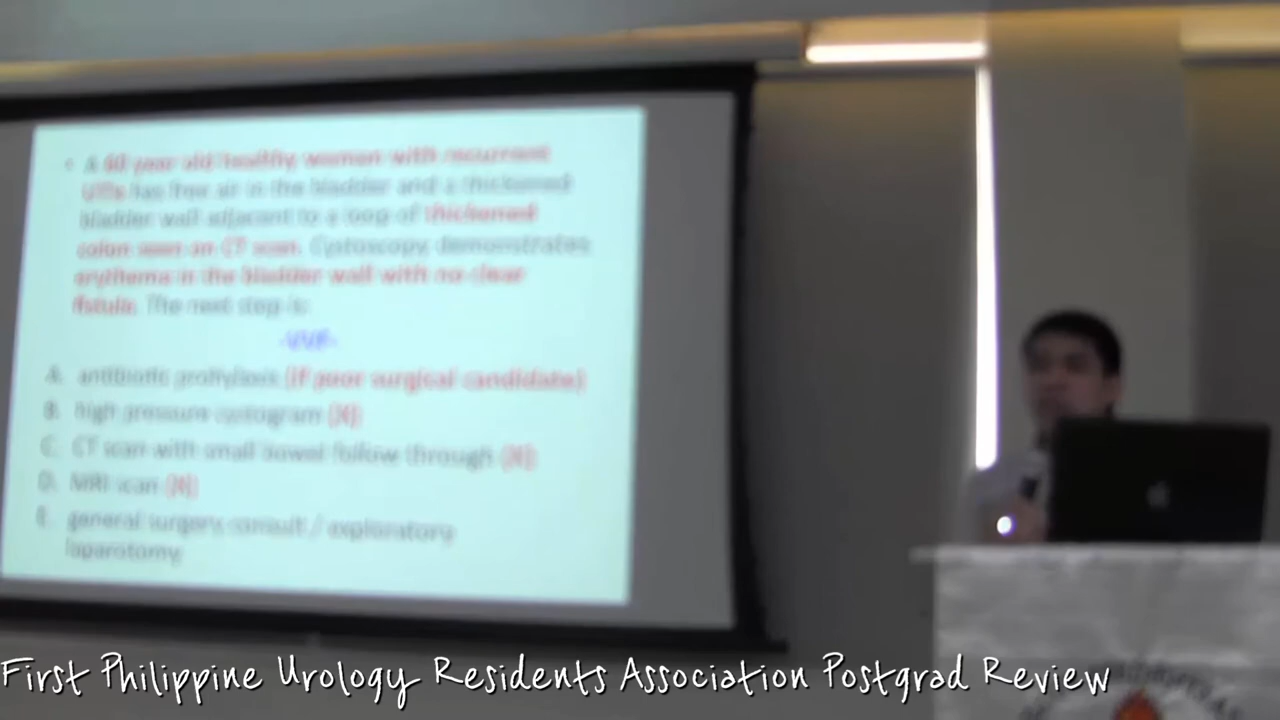 • A 60 year old healthy woman with recurrent
UTIs has free air in the bladder and a thickened
bladder wall adjacent to a loop of thickened
colon seen on CT scan. Cystoscopy demonstrates
erythema in the bladder wall with no clear
fistula. The next step is:
A. antibiotic (if poor surgical candidate)
B. high pressure cystogram (X)
C. CT scan with small bowel follow through (X)
D. MRI scan (X)
E. general surgery consult / exploratory
laparotomy
First Philippine Urology Residents Association Postgrad Review